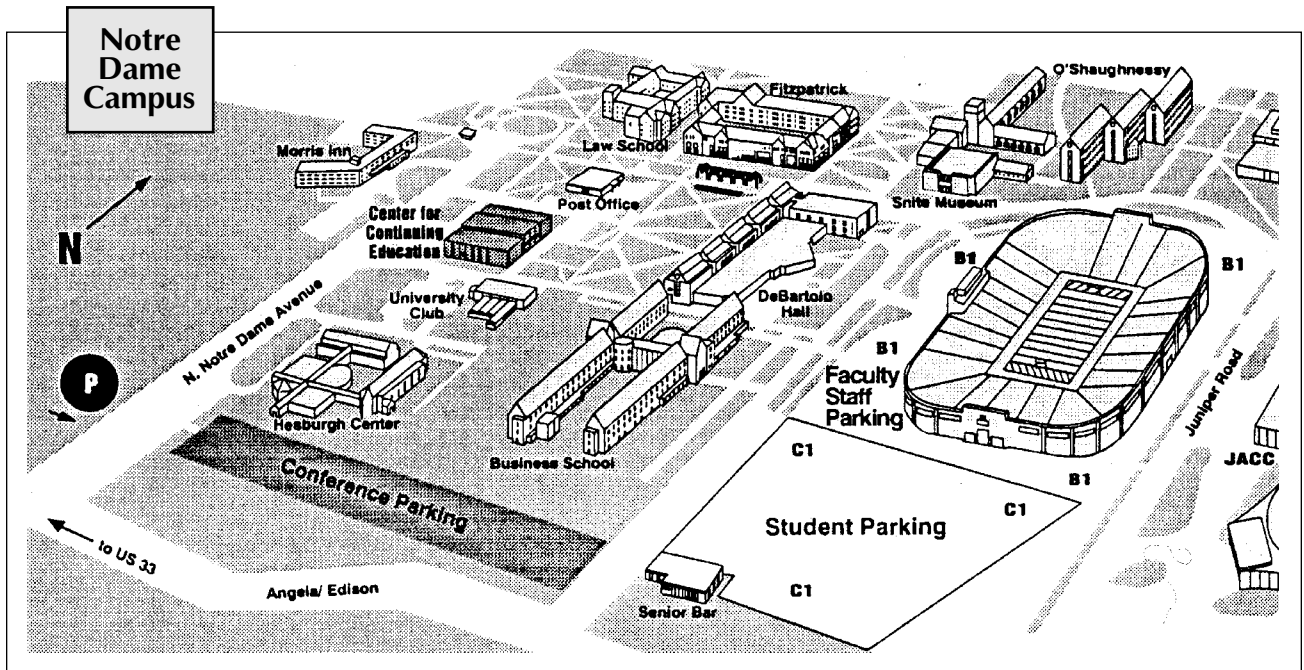 Notre
Dame
Campus
O'Shaughnessy
Fitzpatrick
Morris Inn
Law School
Post Office
Snite Museum
N
Center for
Continuing
Education
B1
B1
University
Club
DeBartolo
Hall
N. Notre Dame Avenue
B1
Faculty
Staff
Parking
Juniper Road
P
Hesburgh Center
Business School
C1
JACC
B1
Conference Parking
C1
Student Parking
to US 33
Angela/ Edison
C1
Senior Bar